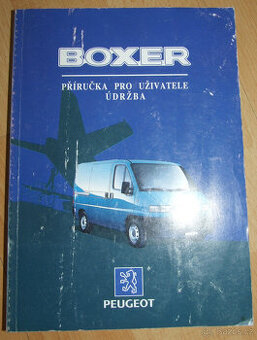 BOXER
PŘÍRUČKA PRO UŽIVATELE
ÚDRŽBA
PEUGEOT